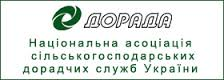 ДОРАДА
Національна асоціація
сільськогосподарських
дорадчих служб України